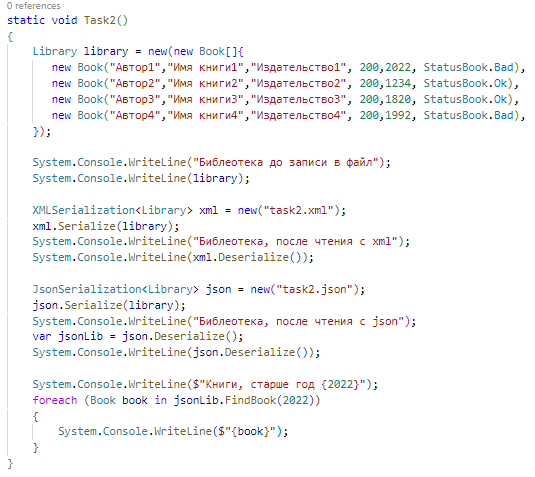 0 references
static void Task2()
{
    Library library = new(new Book[]{
       new Book("Автор1","Имя книги1","Издательство1", 200,2022, StatusBook.Bad),
       new Book("Автор2","Имя книги2","Издательство2", 200,1234, StatusBook.Ok),
       new Book("Автор3","Имя книги3","Издательство3", 200,1820, StatusBook.Ok),
       new Book("Автор4","Имя книги4","Издательство4", 200,1992, StatusBook.Bad),
    });

    System.Console.WriteLine("Библеотека до записи в файл");
    System.Console.WriteLine(library);

    XMLSerialization<Library> xml = new("task2.xml");
    xml.Serialize(library);
    System.Console.WriteLine("Библеотека, после чтения с xml");
    System.Console.WriteLine(xml.Deserialize());

    JsonSerialization<Library> json = new("task2.json");
    json.Serialize(library);
    System.Console.WriteLine("Библеотека, после чтения с json");
    var jsonLib = json.Deserialize();
    System.Console.WriteLine(json.Deserialize());

    System.Console.WriteLine($"Книги, старше год {2022}");
    foreach (Book book in jsonLib.FindBook(2022))
    {
        System.Console.WriteLine($"{book}");
    }
}